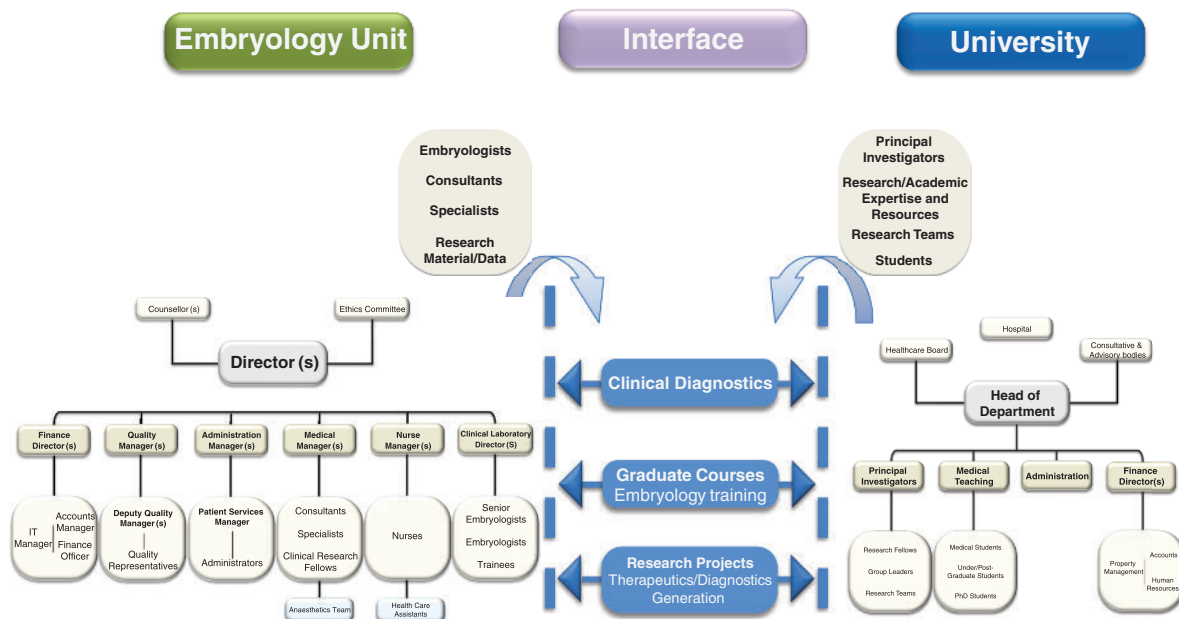 Embryology Unit
Interface
University
Embryologists
Consultants
Specialists
Research
Material/Data
Principal
Investigators
Research/Academic
Expertise and
Resources
Research Teams
Students
Counsellor(s)
Ethics Committee
Director(s)
Finance
Director(s)
Quality
Manager(s)
Administration
Manager(s)
Medical
Manager(s)
Nurse
Manager(s)
Clinical Laboratory
Director(S)
IT
Manager
Accounts
Manager
Finance
Officer
Deputy Quality
Manager(s)
Quality
Representatives
Patient Services
Manager
Administrators
Consultants
Specialists
Clinical Research
Fellows
Anaesthetics Team
Nurses
Health Care
Assistants
Senior
Embryologists
Embryologists
Trainees
Clinical Diagnostics
Graduate Courses
Embryology training
Research Projects
Therapeutics/Diagnostics
Generation
Hospital
Healthcare Board
Consultative &
Advisory bodies
Head of
Department
Principal
Investigators
Medical
Teaching
Administration
Finance
Director(s)
Research Fellows
Group Leaders
Research Teams
Medical Students
Under/Post-
Graduate Students
PhD Students
Property
Management
Accounts
Human
Resources